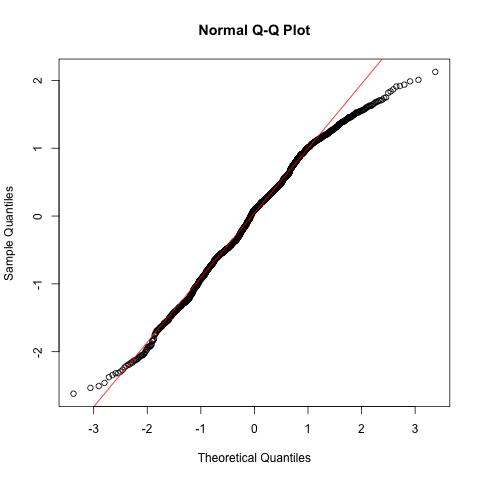 Normal Q-Q Plot
Sample Quantiles
2
1
0
-1
-2
-3 -2 -1 0 1 2 3
Theoretical Quantiles